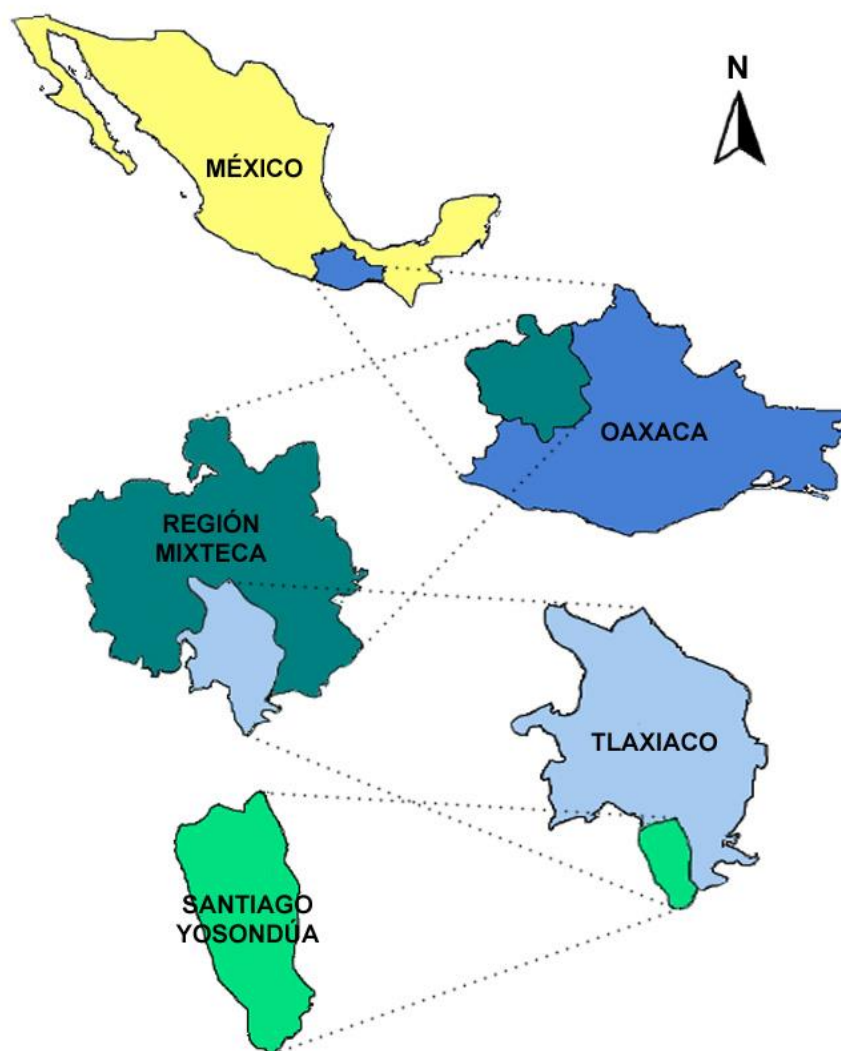 N
MÉXICO
OAXACA
REGIÓN
MIXTECA
TLAXIACO
SANTIAGO
YOSONDÚA